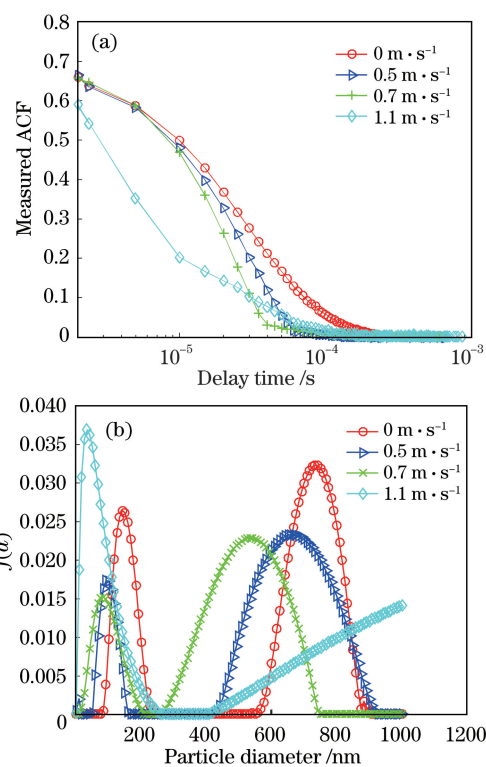 0.8
(a)
0 m·s⁻¹
0.7
0.5 m·s⁻¹
0.7 m·s⁻¹
0.6
1.1 m·s⁻¹
0.5
Measured ACF
0.4
0.3
0.2
0.1
0
10⁻⁵
10⁻⁴
10⁻³
Delay time /s
0.040
(b)
0 m·s⁻¹
0.035
0.5 m·s⁻¹
0.7 m·s⁻¹
0.030
1.1 m·s⁻¹
0.025
f(d)
0.020
0.015
0.010
0.005
0
200 400 600 800 1000 1200
Particle diameter /nm